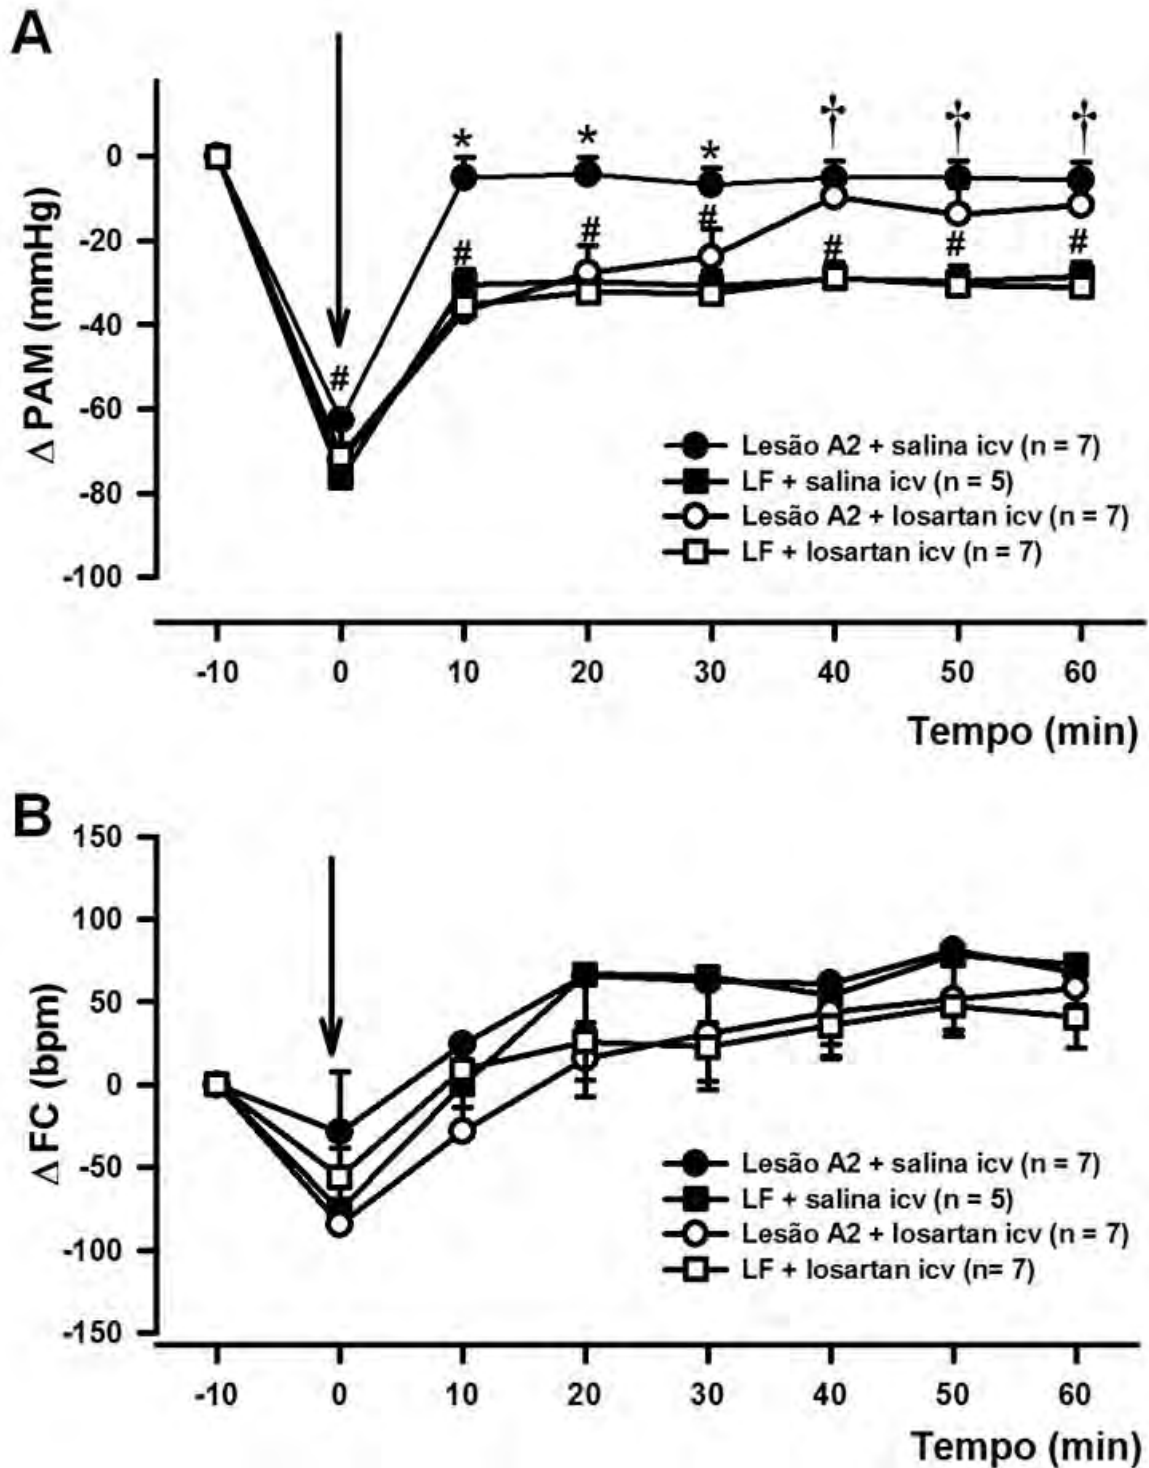 A
* * * † † †
0
-20
-40
-60
-80
-100
# # # # # # #
Δ PAM (mmHg)
Lesão A2 + salina icv (n = 7)
LF + salina icv (n = 5)
Lesão A2 + losartan icv (n = 7)
LF + losartan icv (n = 7)
-10 0 10 20 30 40 50 60
Tempo (min)
B
150
100
50
0
-50
-100
-150
Δ FC (bpm)
Lesão A2 + salina icv (n = 7)
LF + salina icv (n = 5)
Lesão A2 + losartan icv (n = 7)
LF + losartan icv (n= 7)
-10 0 10 20 30 40 50 60
Tempo (min)